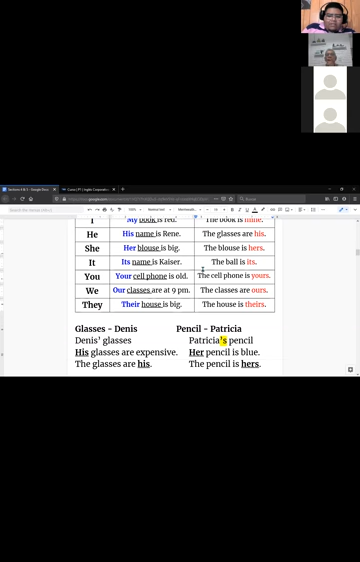 I My book is red. The book is mine.
He His name is Rene. The glasses are his.
She Her blouse is big. The blouse is hers.
It Its name is Kaiser. The ball is its.
You Your cell phone is old. The cell phone is yours.
We Our classes are at 9 pm. The classes are ours.
They Their house is big. The house is theirs.
Glasses - Denis Pencil - Patricia
Denis' glasses Patricia's pencil
His glasses are expensive. Her pencil is blue.
The glasses are his. The pencil is hers.